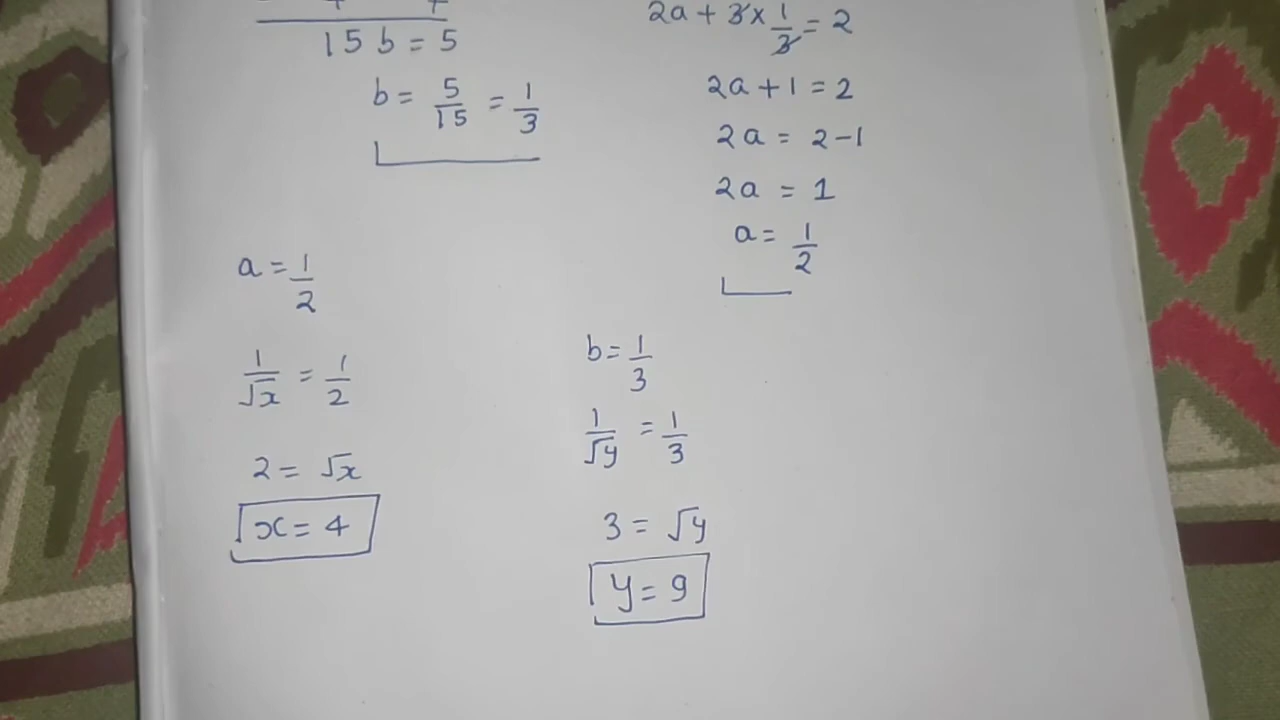 15b = 5
b = 5/15 = 1/3
2a + 3 × 1/3 = 2
2a + 1 = 2
2a = 2 - 1
2a = 1
a = 1/2
a = 1/2
1/√x = 1/2
2 = √x
x = 4
b = 1/3
1/√y = 1/3
3 = √y
y = 9